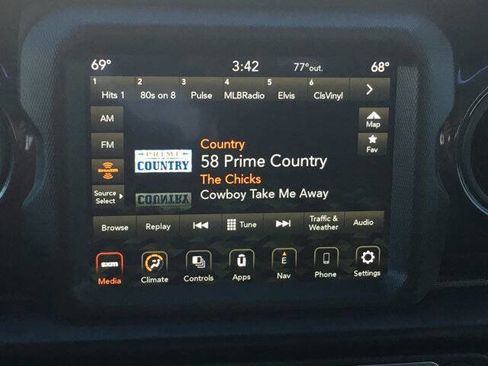 69° 3:42 77°out. 68°
1 2 3 4 5 6
Hits 1 80s on 8 Pulse MLBRadio Elvis ClsVinyl
AM
FM
Map
Fav
Country
58 Prime Country
The Chicks
Cowboy Take Me Away
PRIME
COUNTRY
Source
Select
Browse Replay Tune Traffic & Weather Audio
sxm E
Media Climate Controls Apps Nav Phone Settings